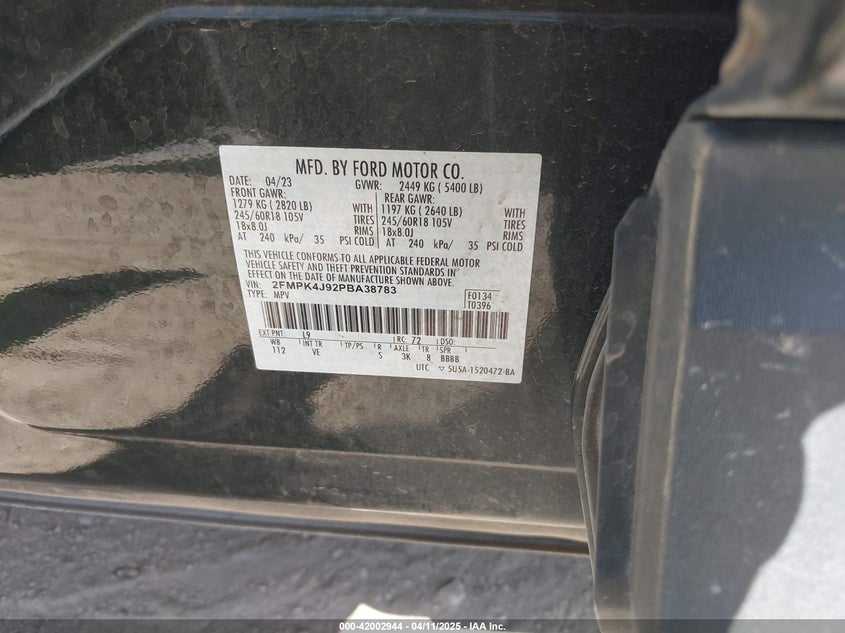 MFD. BY FORD MOTOR CO.
DATE: 04/23 GVWR: 2449 KG ( 5400 LB)
FRONT GAWR: REAR GAWR:
1279 KG ( 2820 LB) WITH 1197 KG ( 2640 LB) WITH
245/60R18 105V TIRES 245/60R18 105V TIRES
18x8.0J RIMS 18x8.0J RIMS
AT 240 kPa/ 35 PSI COLD AT 240 kPa/ 35 PSI COLD
THIS VEHICLE CONFORMS TO ALL APPLICABLE FEDERAL MOTOR
VEHICLE SAFETY AND THEFT PREVENTION STANDARDS IN
EFFECT ON THE DATE OF MANUFACTURE SHOWN ABOVE.
VIN: 2FMPK4J92PBA38783 F0134
TYPE: MPV T0396
EXT PNT: L9 RC: 72 DSO:
WB INT TR TP/PS R AXLE TR SPR
112 VE S 3K 8 BBBB
UTC ▽ SU5A-1520472-BA
000-42002944 - 04/11/2025 - IAA Inc.